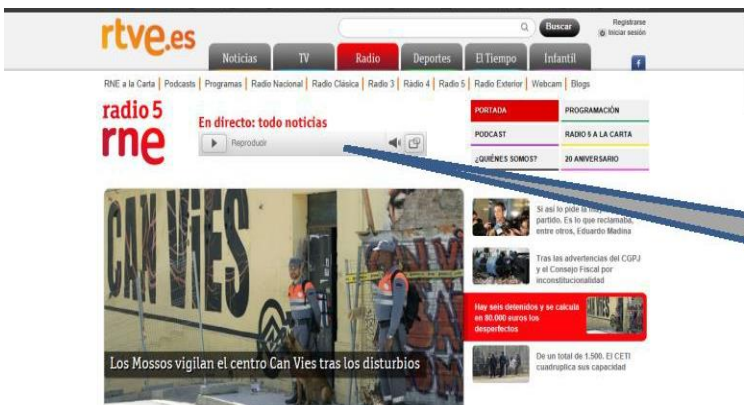 rtve.es
Buscar
Registrarse
Iniciar sesión
Noticias TV Radio Deportes El Tiempo Infantil
RNE a la Carta | Podcasts | Programas | Radio Nacional | Radio Clásica | Radio 3 | Ràdio 4 | Radio 5 | Radio Exterior | Webcam | Blogs
radio 5
rne
En directo: todo noticias
Reproducir
PORTADA PROGRAMACIÓN
PODCAST RADIO 5 A LA CARTA
¿QUIÉNES SOMOS? 20 ANIVERSARIO
CAN VIES
Los Mossos vigilan el centro Can Vies tras los disturbios
Si así lo pide la
partido. Es lo que reclamaba,
entre otros, Eduardo Madina
Tras las advertencias del CGPJ
y el Consejo Fiscal por
inconstitucionalidad
Hay seis detenidos y se calcula
en 80.000 euros los
desperfectos
De un total de 1.500. El CETI
cuadruplica sus capacidad